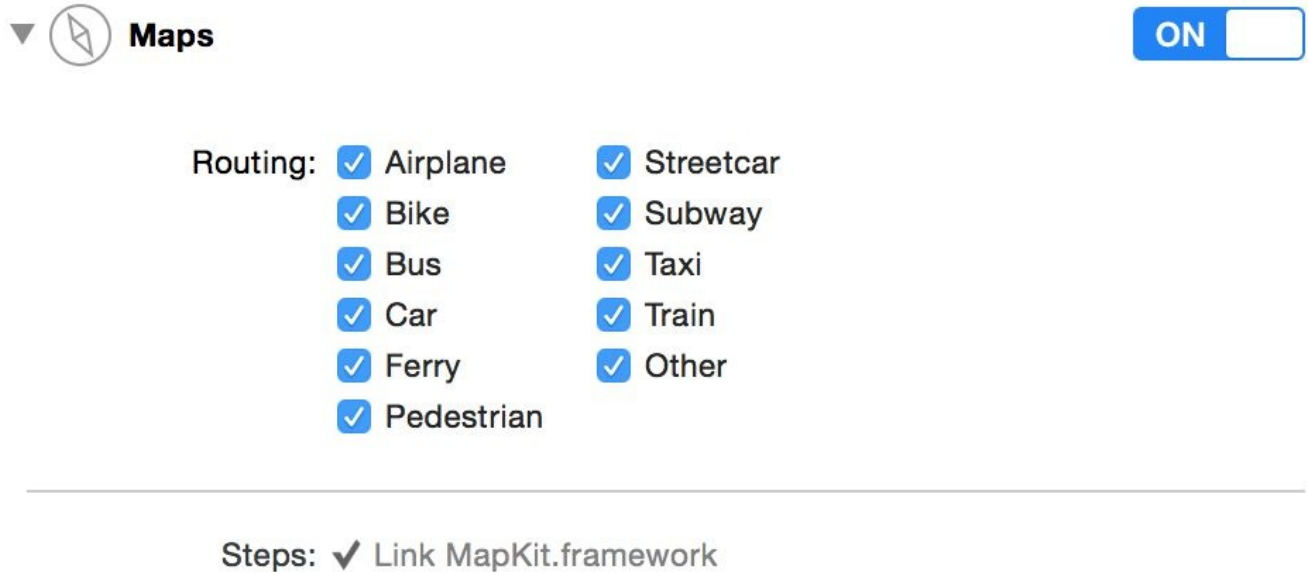 Maps ON
Routing: Airplane Streetcar
Bike Subway
Bus Taxi
Car Train
Ferry Other
Pedestrian
Steps: Link MapKit.framework